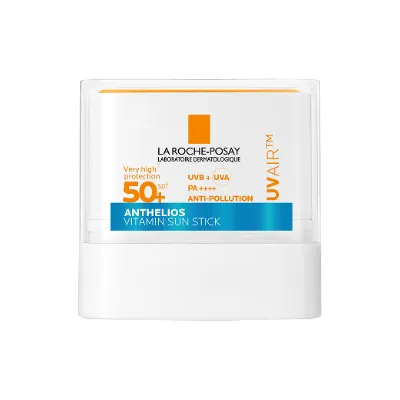 LA ROCHE-POSAY
LABORATOIRE DERMATOLOGIQUE
Very high
protection
50+ SPF
UVB + UVA
PA ++++
ANTI-POLLUTION
UVAIR™
ANTHELIOS
VITAMIN SUN STICK